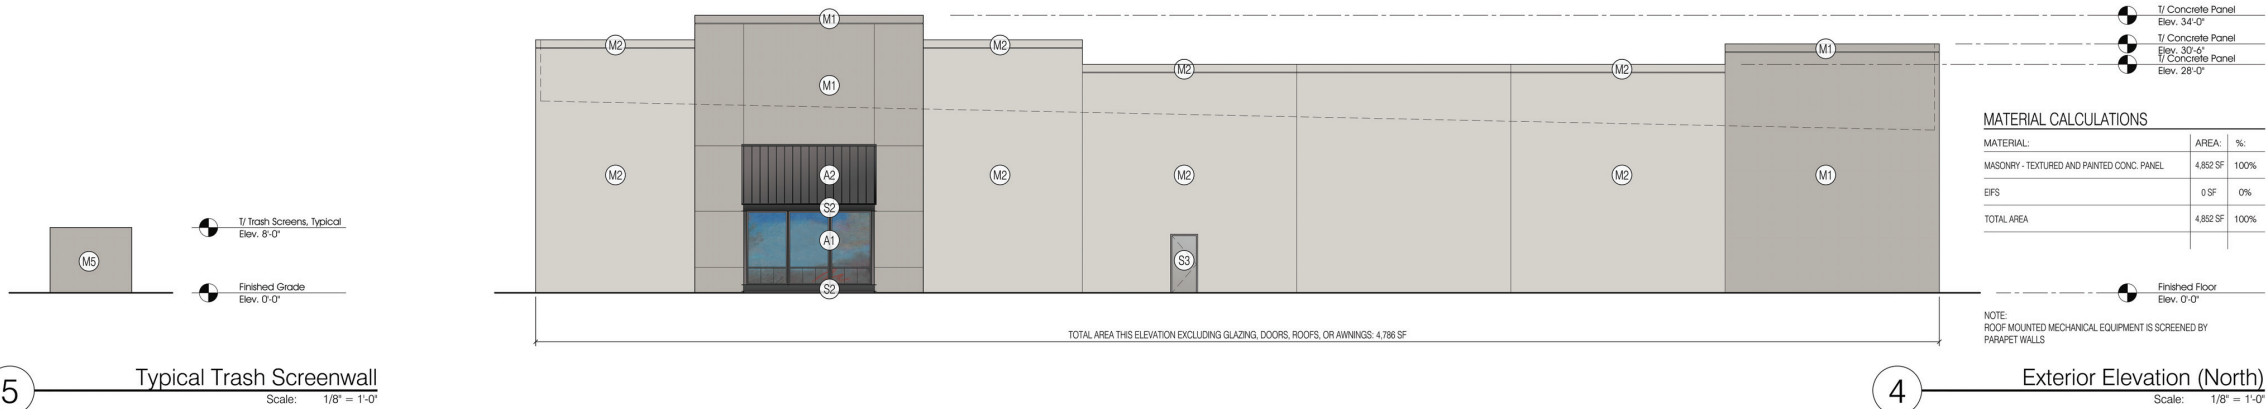 M5
T/ Trash Screens, Typical
Elev. 8'-0"
Finished Grade
Elev. 0'-0"
5
Typical Trash Screenwall
Scale: 1/8" = 1'-0"
M1
M2
M2
M1
M2
M2
M1
M2
A2
M2
M2
M2
M1
S2
A1
S3
S2
TOTAL AREA THIS ELEVATION EXCLUDING GLAZING, DOORS, ROOFS, OR AWNINGS: 4,786 SF
T/ Concrete Panel
Elev. 34'-0"
T/ Concrete Panel
Elev. 30'-6"
T/ Concrete Panel
Elev. 28'-0"
MATERIAL CALCULATIONS
MATERIAL: AREA: %:
MASONRY - TEXTURED AND PAINTED CONC. PANEL 4,852 SF 100%
EIFS 0 SF 0%
TOTAL AREA 4,852 SF 100%
Finished Floor
Elev. 0'-0"
NOTE:
ROOF MOUNTED MECHANICAL EQUIPMENT IS SCREENED BY
PARAPET WALLS
4
Exterior Elevation (North)
Scale: 1/8" = 1'-0"